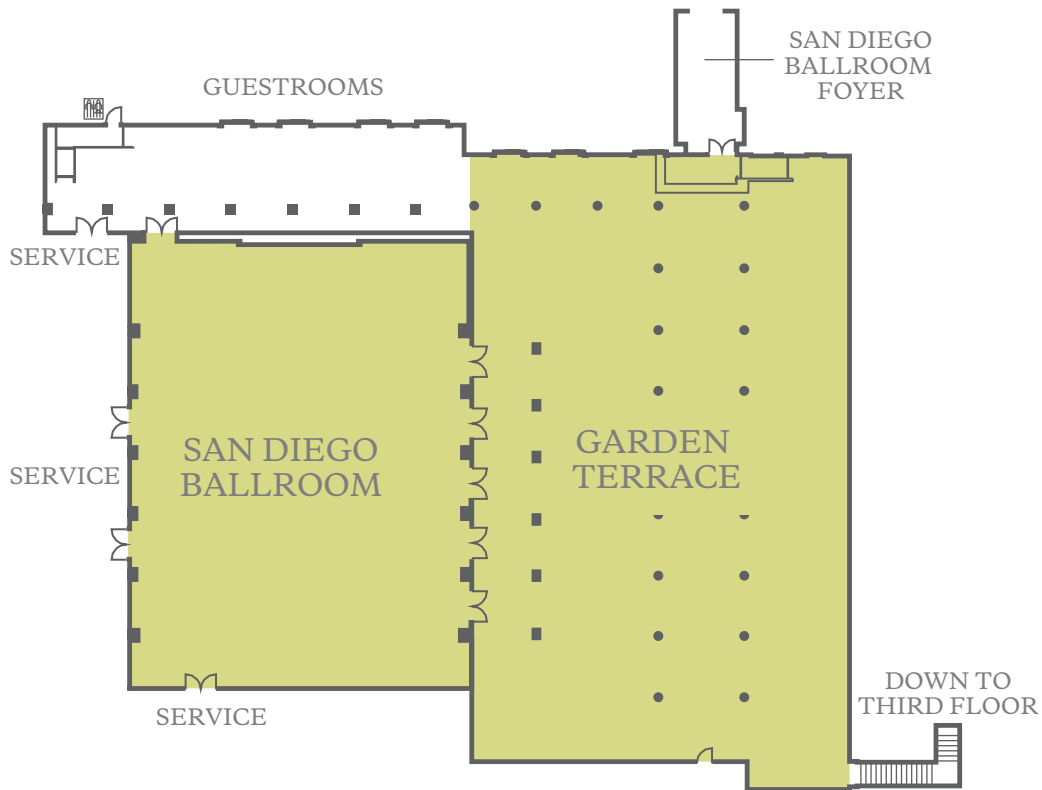 SAN DIEGO
BALLROOM
FOYER
GUESTROOMS
SERVICE
SAN DIEGO
BALLROOM
GARDEN
TERRACE
SERVICE
SERVICE
DOWN TO
THIRD FLOOR